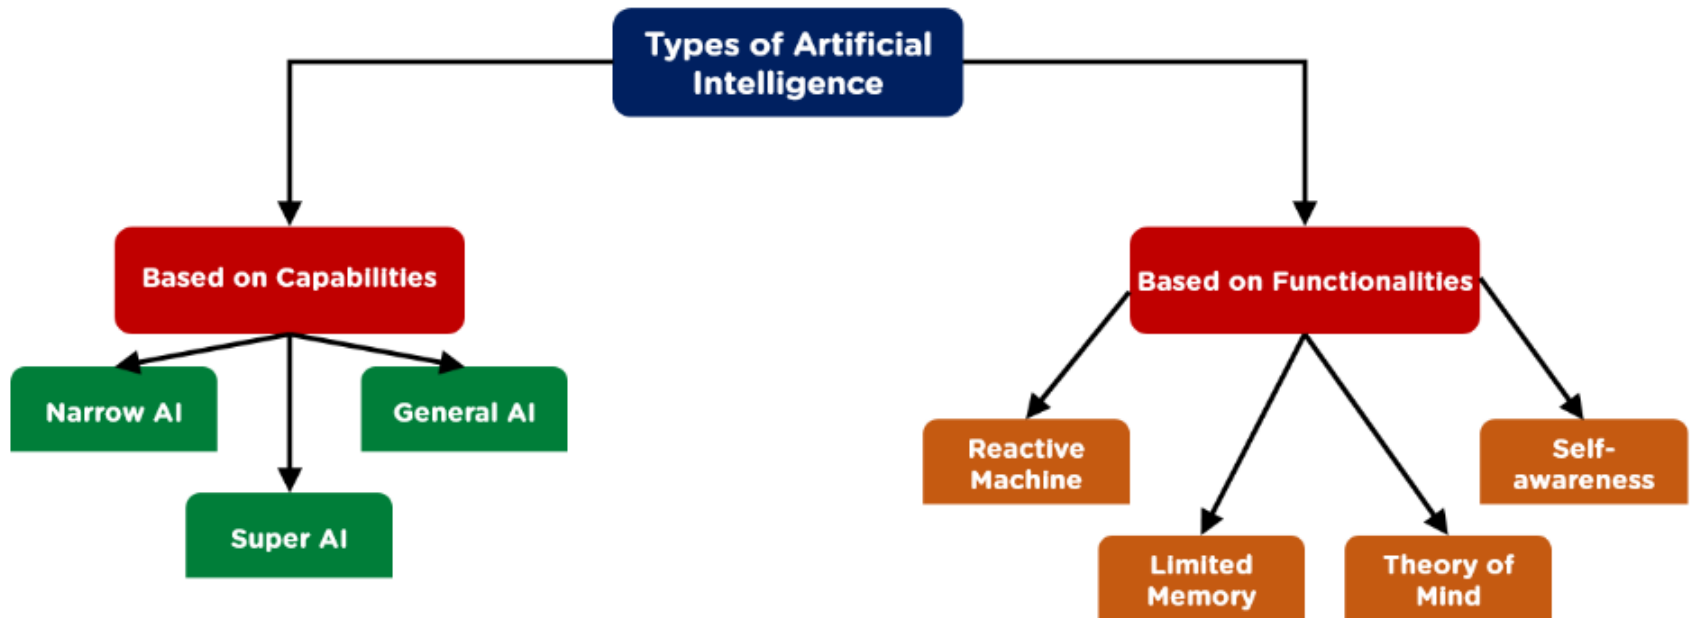 Types of Artificial
Intelligence
Based on Capabilities
Based on Functionalities
Narrow AI
General AI
Super AI
Reactive
Machine
Self-
awareness
Limited
Memory
Theory of
Mind